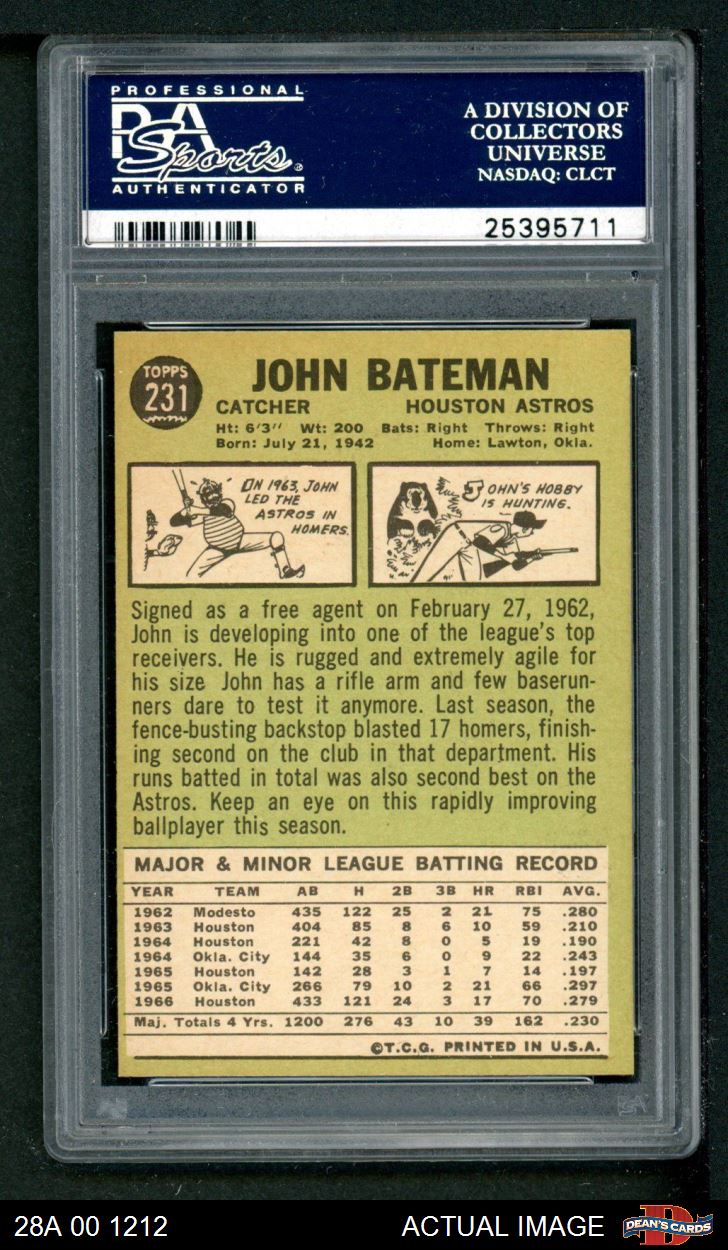 PROFESSIONAL
PSA
Sports®
AUTHENTICATOR
A DIVISION OF
COLLECTORS
UNIVERSE
NASDAQ: CLCT
25395711
TOPPS
231
JOHN BATEMAN
CATCHER HOUSTON ASTROS
Ht: 6'3" Wt: 200 Bats: Right Throws: Right
Born: July 21, 1942 Home: Lawton, Okla.
ON 1963, JOHN
LED THE
ASTROS IN
HOMERS.
JOHN'S HOBBY
IS HUNTING.
Signed as a free agent on February 27, 1962,
John is developing into one of the league's top
receivers. He is rugged and extremely agile for
his size John has a rifle arm and few baserun-
ners dare to test it anymore. Last season, the
fence-busting backstop blasted 17 homers, finish-
ing second on the club in that department. His
runs batted in total was also second best on the
Astros. Keep an eye on this rapidly improving
ballplayer this season.
MAJOR & MINOR LEAGUE BATTING RECORD
YEAR TEAM AB H 2B 3B HR RBI AVG.
1962 Modesto 435 122 25 2 21 75 .280
1963 Houston 404 85 8 6 10 59 .210
1964 Houston 221 42 8 0 5 19 .190
1964 Okla. City 144 35 6 0 9 22 .243
1965 Houston 142 28 3 1 7 14 .197
1965 Okla. City 266 79 10 2 21 66 .297
1966 Houston 433 121 24 3 17 70 .279
Maj. Totals 4 Yrs. 1200 276 43 10 39 162 .230
©T.C.G. PRINTED IN U.S.A.
28A 00 1212 ACTUAL IMAGE
DEAN'S CARDS